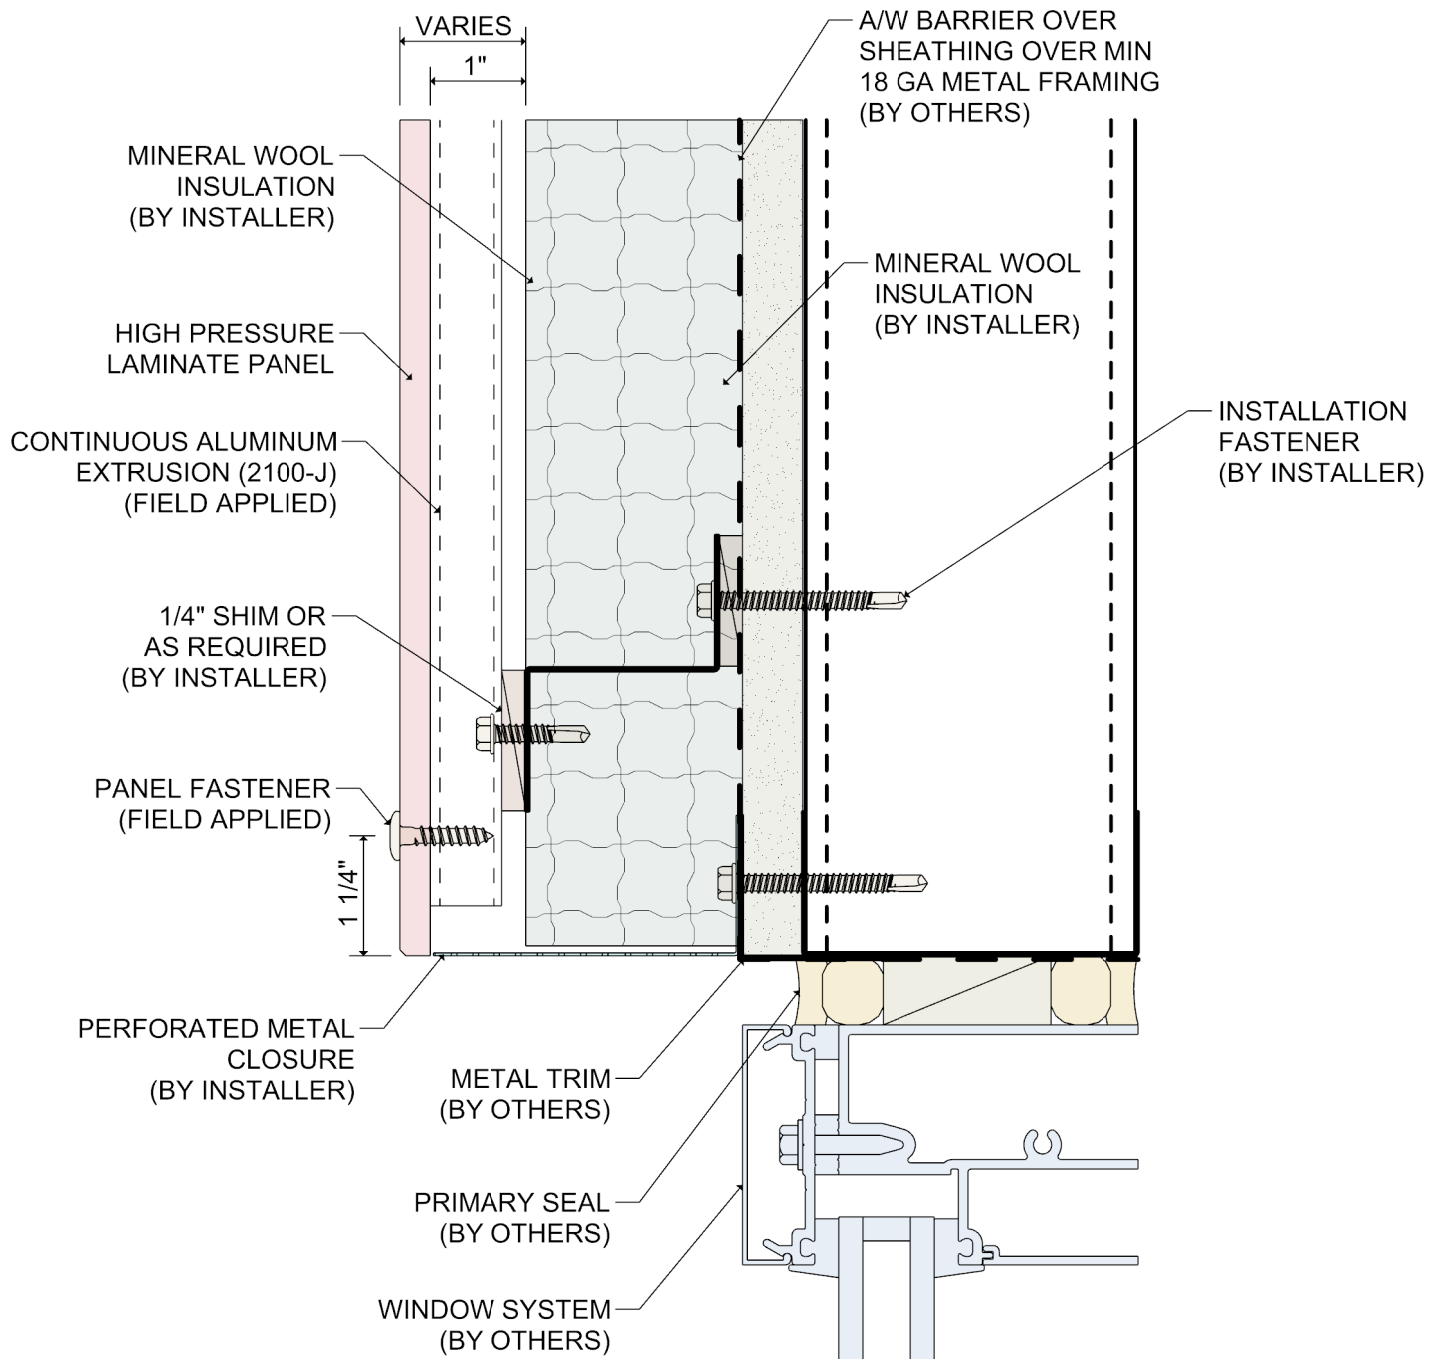 VARIES
1"
A/W BARRIER OVER
SHEATHING OVER MIN
18 GA METAL FRAMING
(BY OTHERS)
MINERAL WOOL
INSULATION
(BY INSTALLER)
MINERAL WOOL
INSULATION
(BY INSTALLER)
HIGH PRESSURE
LAMINATE PANEL
INSTALLATION
FASTENER
(BY INSTALLER)
CONTINUOUS ALUMINUM
EXTRUSION (2100-J)
(FIELD APPLIED)
1/4" SHIM OR
AS REQUIRED
(BY INSTALLER)
PANEL FASTENER
(FIELD APPLIED)
1 1/4"
PERFORATED METAL
CLOSURE
(BY INSTALLER)
METAL TRIM
(BY OTHERS)
PRIMARY SEAL
(BY OTHERS)
WINDOW SYSTEM
(BY OTHERS)